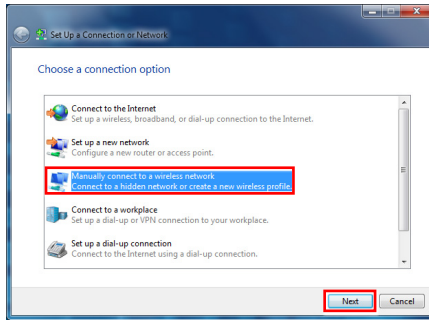 Set Up a Connection or Network
Choose a connection option
Connect to the Internet
Set up a wireless, broadband, or dial-up connection to the Internet.
Set up a new network
Configure a new router or access point.
Manually connect to a wireless network
Connect to a hidden network or create a new wireless profile.
Connect to a workplace
Set up a dial-up or VPN connection to your workplace.
Set up a dial-up connection
Connect to the Internet using a dial-up connection.
Next Cancel